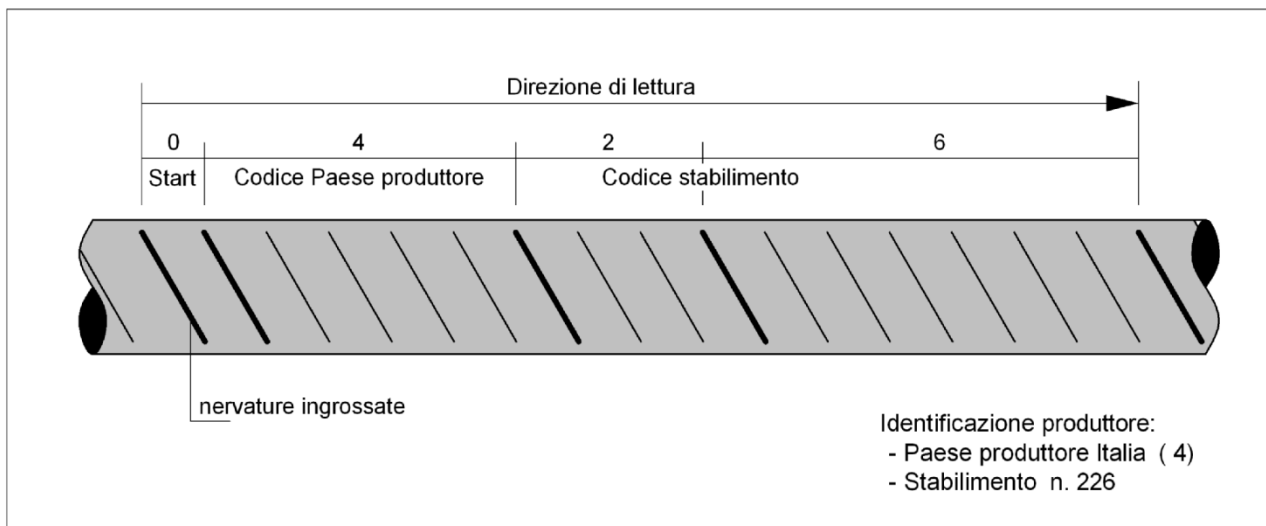 Direzione di lettura
0 4 2 6
Start Codice Paese produttore Codice stabilimento
nervature ingrossate
Identificazione produttore:
- Paese produttore Italia ( 4)
- Stabilimento n. 226